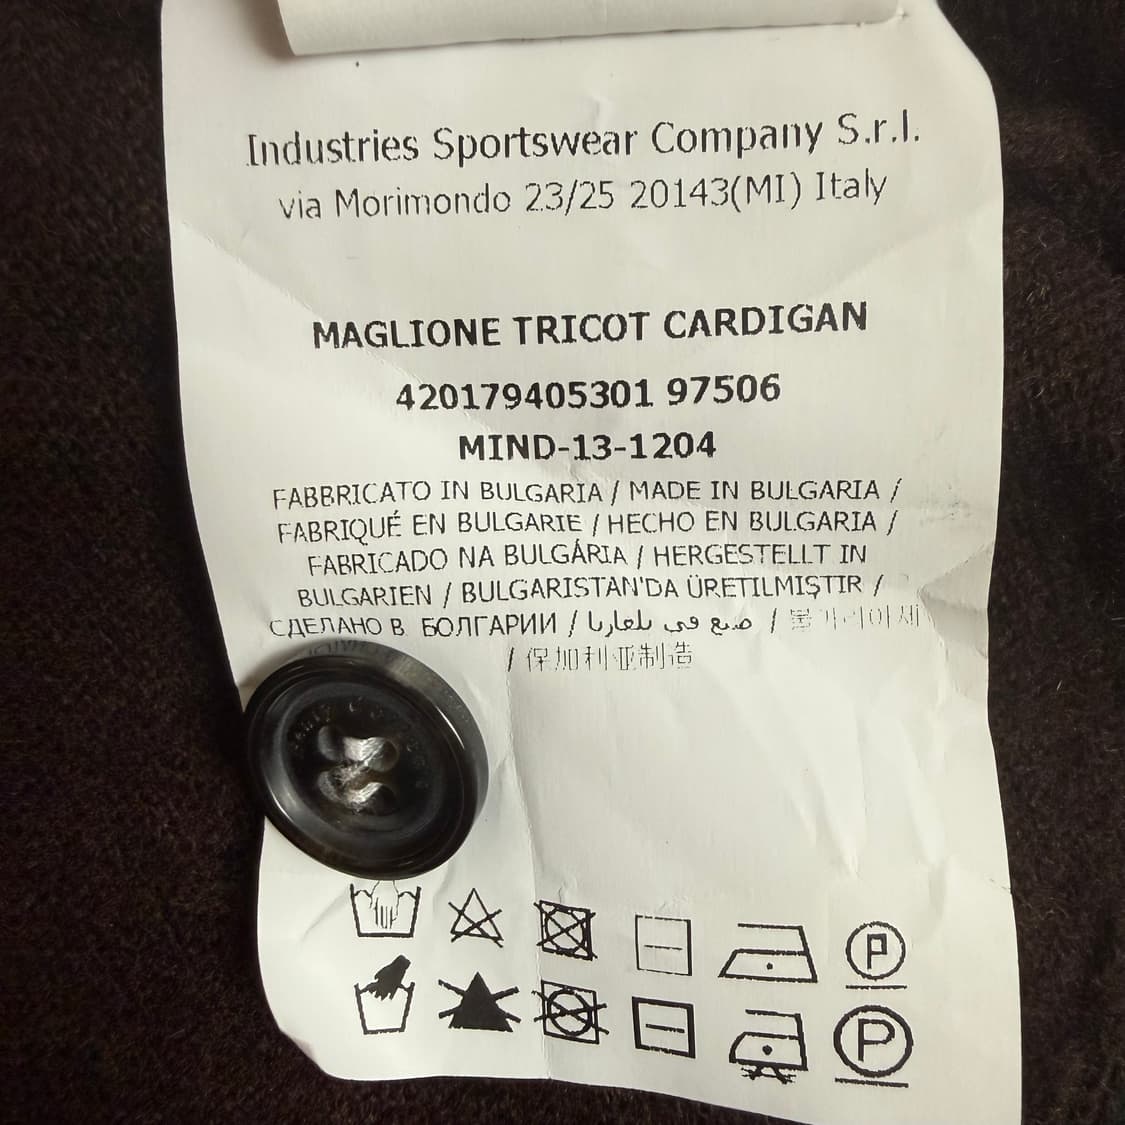 Industries Sportswear Company S.r.l.
via Morimondo 23/25 20143(MI) Italy
MAGLIONE TRICOT CARDIGAN
420179405301 97506
MIND-13-1204
FABBRICATO IN BULGARIA / MADE IN BULGARIA /
FABRIQUÉ EN BULGARIE / HECHO EN BULGARIA /
FABRICADO NA BULGÁRIA / HERGESTELLT IN
BULGARIEN / BULGARISTAN'DA ÜRETILMIŞTIR /
СДЕЛАНО В БОЛГАРИИ / صنع في بلغاريا /
/ 保加利亚制造
P
P